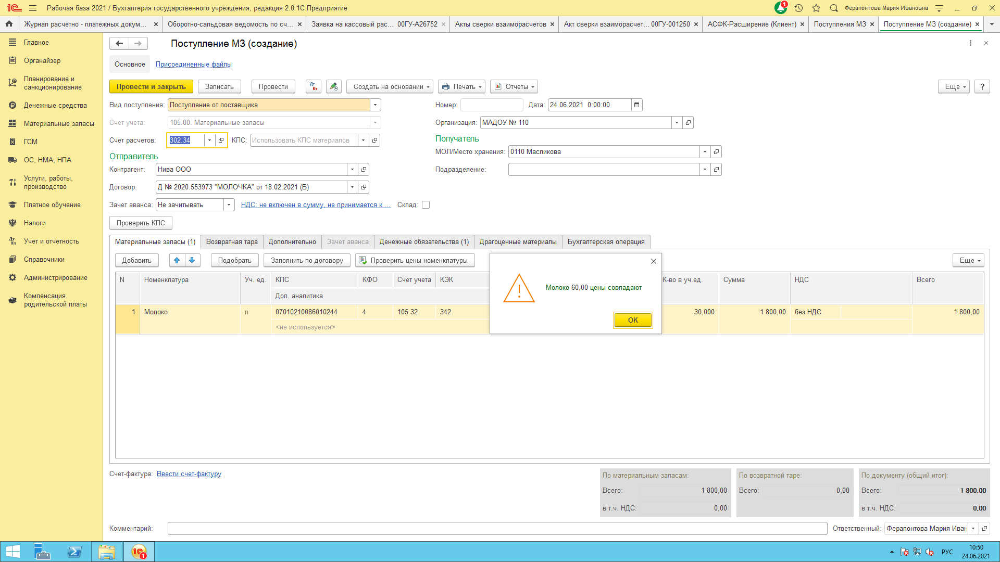 Рабочая база 2021 / Бухгалтерия государственного учреждения, редакция 2.0 1С:Предприятие
1
Ферапонтова Мария Ивановна
Журнал расчетно - платежных докум...
Оборотно-сальдовая ведомость по сч...
Заявка на кассовый рас... 00ГУ-А26752
Акты сверки взаиморасчетов
Акт сверки взаиморасчет... 00ГУ-001250
АСФК-Расширение (Клиент)
Поступления МЗ
Поступление МЗ (создание)
Главное
Органайзер
Планирование и
санкционирование
Денежные средства
Материальные запасы
ГСМ
ОС, НМА, НПА
Услуги, работы,
производство
Платное обучение
Налоги
Учет и отчетность
Справочники
Администрирование
Компенсация
родительской платы
Поступление МЗ (создание)
Основное
Присоединенные файлы
Провести и закрыть
Записать
Провести
Дт
Кт
Создать на основании
Печать
Отчеты
Еще
?
Вид поступления: Поступление от поставщика
Номер:
Дата: 24.06.2021 0:00:00
Счет учета: 105.00. Материальные запасы
Организация: МАДОУ № 110
Счет расчетов: 302.34
КПС: Использовать КПС материалов
Получатель
Отправитель
МОЛ/Место хранения: 0110 Масликова
Контрагент: Нива ООО
Подразделение:
Договор: Д № 2020.553973 "МОЛОЧКА" от 18.02.2021 (Б)
Зачет аванса: Не зачитывать
НДС: не включен в сумму, не принимается к ...
Склад:
Проверить КПС
Материальные запасы (1)
Возвратная тара
Дополнительно
Зачет аванса
Денежные обязательства (1)
Драгоценные материалы
Бухгалтерская операция
Добавить
Подобрать
Заполнить по договору
Проверить цены номенклатуры
Еще
N
Номенклатура
Уч. ед.
КПС
КФО
Счет учета
КЭК
К-во в уч.ед.
Сумма
НДС
Всего
Доп. аналитика
1
Молоко
л
07010210086010244
4
105.32
342
30,000
1 800,00
без НДС
1 800,00
<не используется>
Молоко 60,00 цены совпадают
ОК
Счет-фактура: Ввести счет-фактуру
По материальным запасам:
Всего: 1 800,00
в т.ч. НДС: 0,00
По возвратной таре:
Всего: 0,00
По документу (общий итог):
Всего: 1 800,00
в т.ч. НДС: 0,00
Комментарий:
Ответственный: Ферапонтова Мария Иван
1
РУС
10:50
24.06.2021